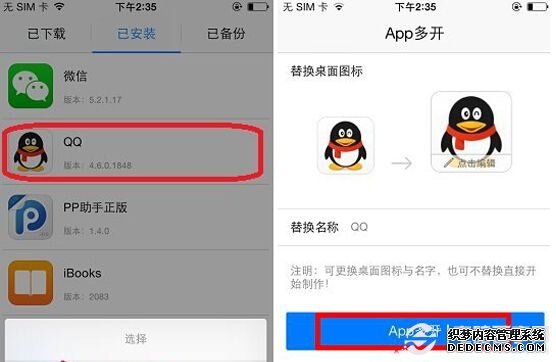 无 SIM 卡
下午2:35
已下载
已安装
已备份
微信
版本：5.2.1.17
QQ
版本：4.6.0.1848
PP助手正版
版本：1.4.0
iBooks
版本：2083
选择
无 SIM 卡
下午2:35
App多开
替换桌面图标
点击编辑
替换名称
QQ
注明：可更换桌面图标与名字，也可不替换直接
开始制作！
App多开
织梦内容管理系统
DEDECMS.COM